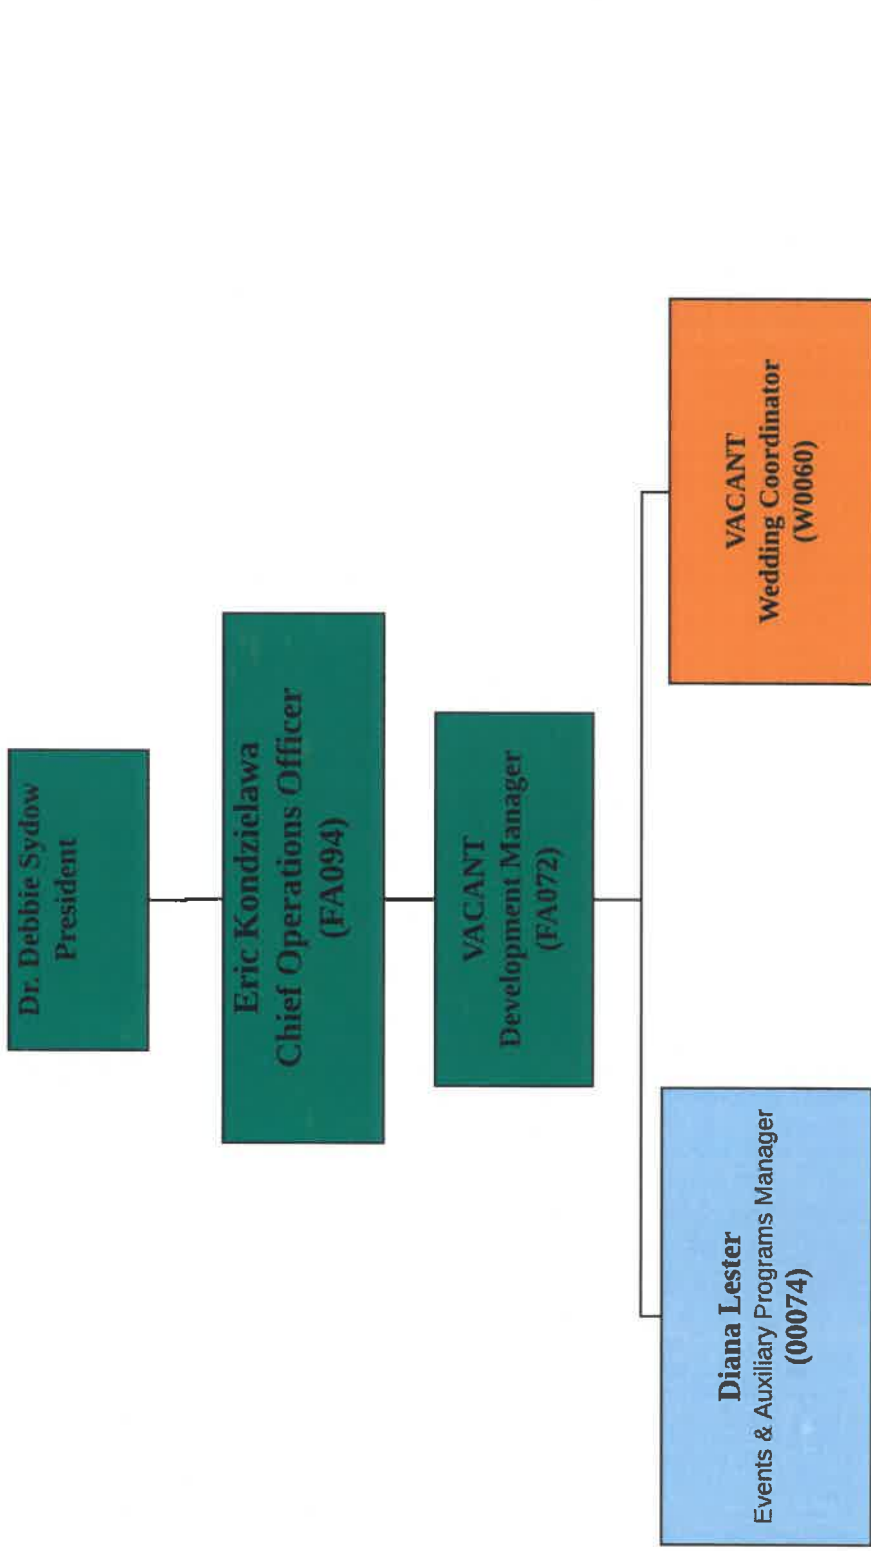 Dr. Debbie Sydow
President
Eric Kondzielawa
Chief Operations Officer
(FA094)
VACANT
Development Manager
(FA072)
Diana Lester
Events & Auxiliary Programs Manager
(00074)
VACANT
Wedding Coordinator
(W0060)